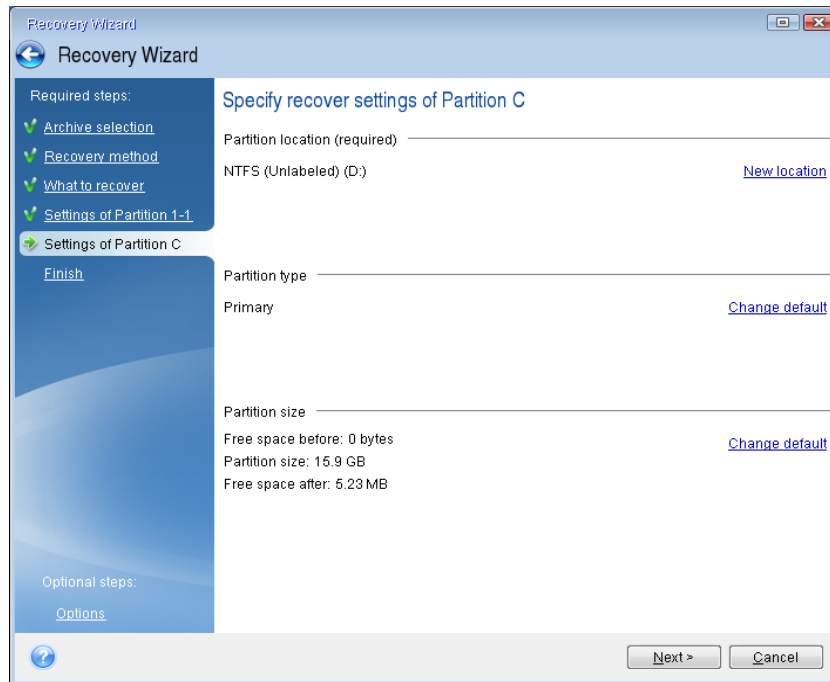 Recovery Wizard
Recovery Wizard
Required steps:
Archive selection
Recovery method
What to recover
Settings of Partition 1-1
Settings of Partition C
Finish
Optional steps:
Options
Specify recover settings of Partition C
Partition location (required)
NTFS (Unlabeled) (D:)
New location
Partition type
Primary
Change default
Partition size
Free space before: 0 bytes
Partition size: 15.9 GB
Free space after: 5.23 MB
Change default
?
Next >
Cancel